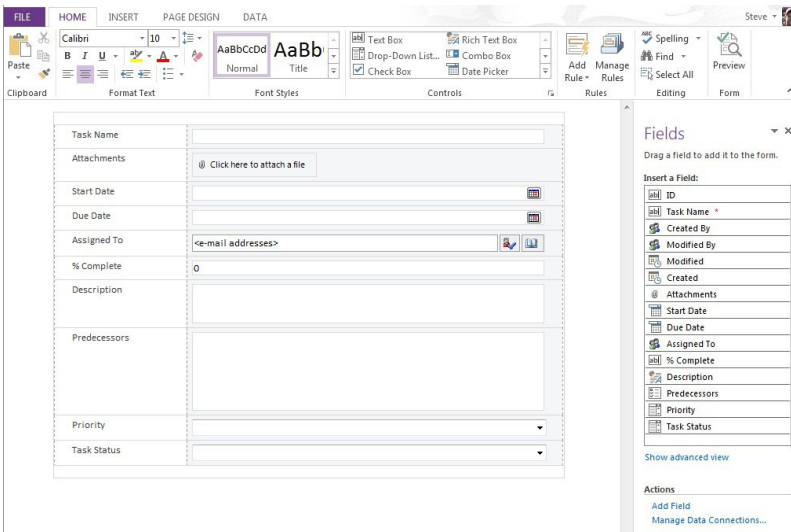 FILE HOME INSERT PAGE DESIGN DATA Steve
Calibri 10 AaBbCcDd AaBb Text Box Rich Text Box Spelling
Paste B I U aby A Normal Title Drop-Down List... Combo Box Add Rule Manage Rules Find Preview
Check Box Date Picker Select All
Clipboard Format Text Font Styles Controls Rules Editing Form
Task Name
Attachments Click here to attach a file
Start Date
Due Date
Assigned To <e-mail addresses>
% Complete 0
Description
Predecessors
Priority
Task Status
Fields
Drag a field to add it to the form.
Insert a Field:
ID
Task Name *
Created By
Modified By
Modified
Created
Attachments
Start Date
Due Date
Assigned To
% Complete
Description
Predecessors
Priority
Task Status
Show advanced view
Actions
Add Field
Manage Data Connections...